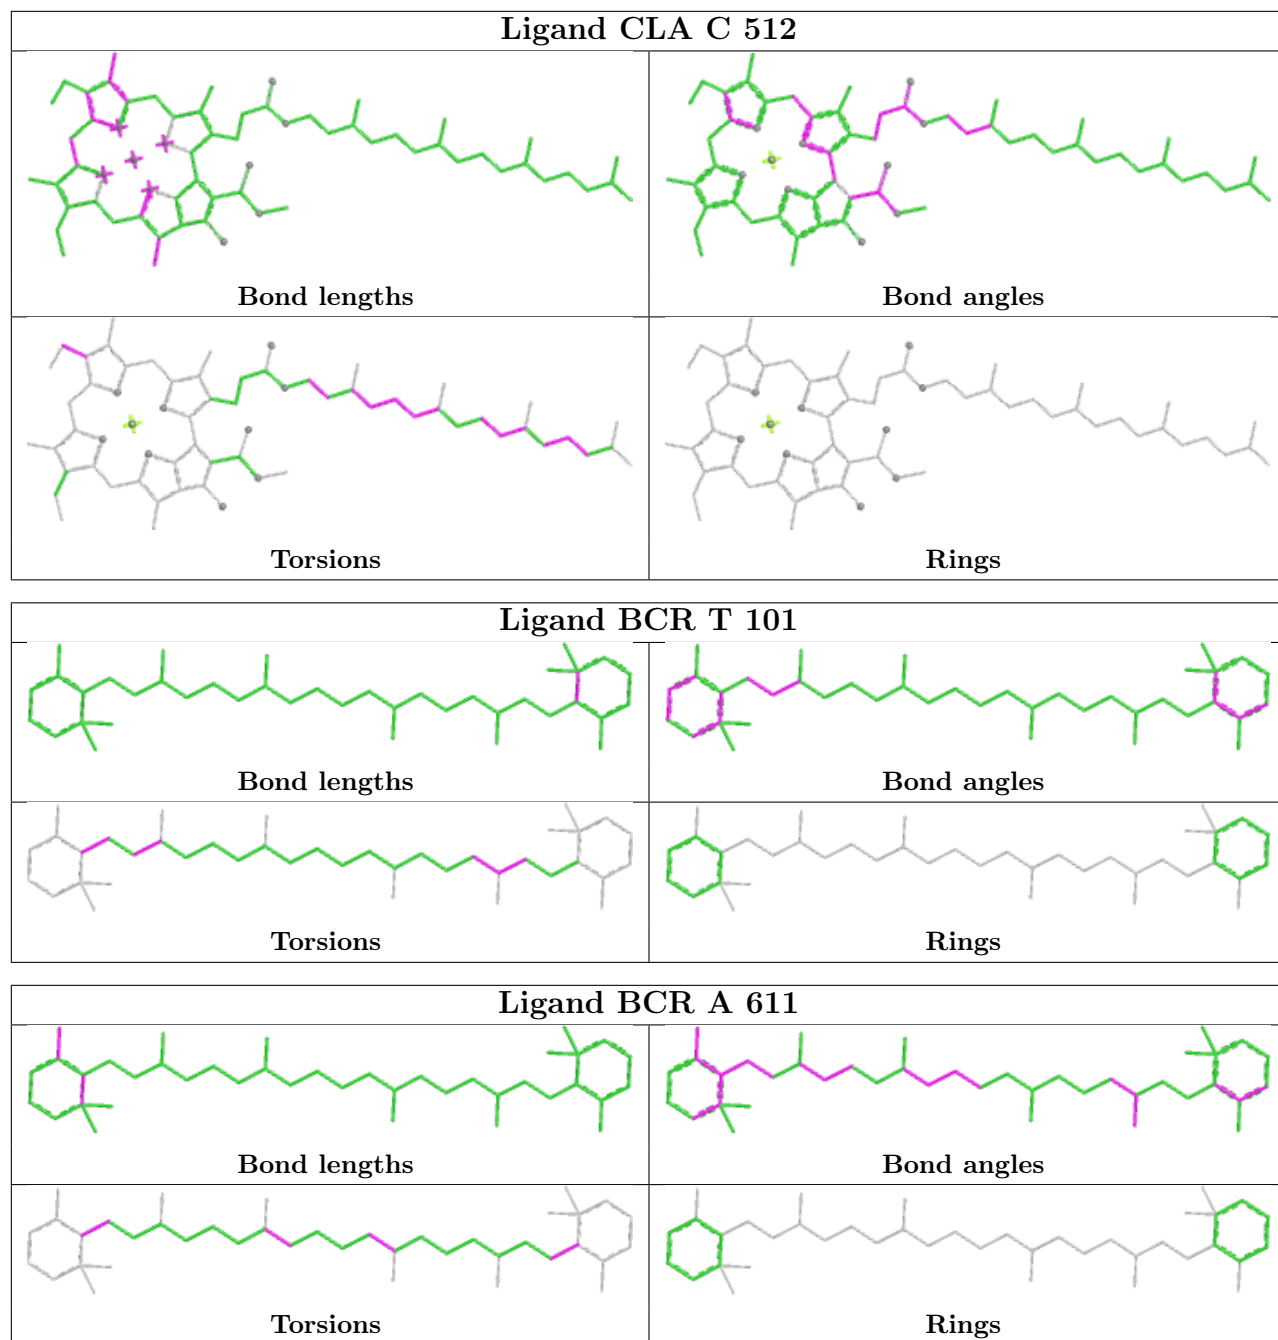 Ligand CLA C 512
Bond lengths
Bond angles
Torsions
Rings
Ligand BCR T 101
Bond lengths
Bond angles
Torsions
Rings
Ligand BCR A 611
Bond lengths
Bond angles
Torsions
Rings